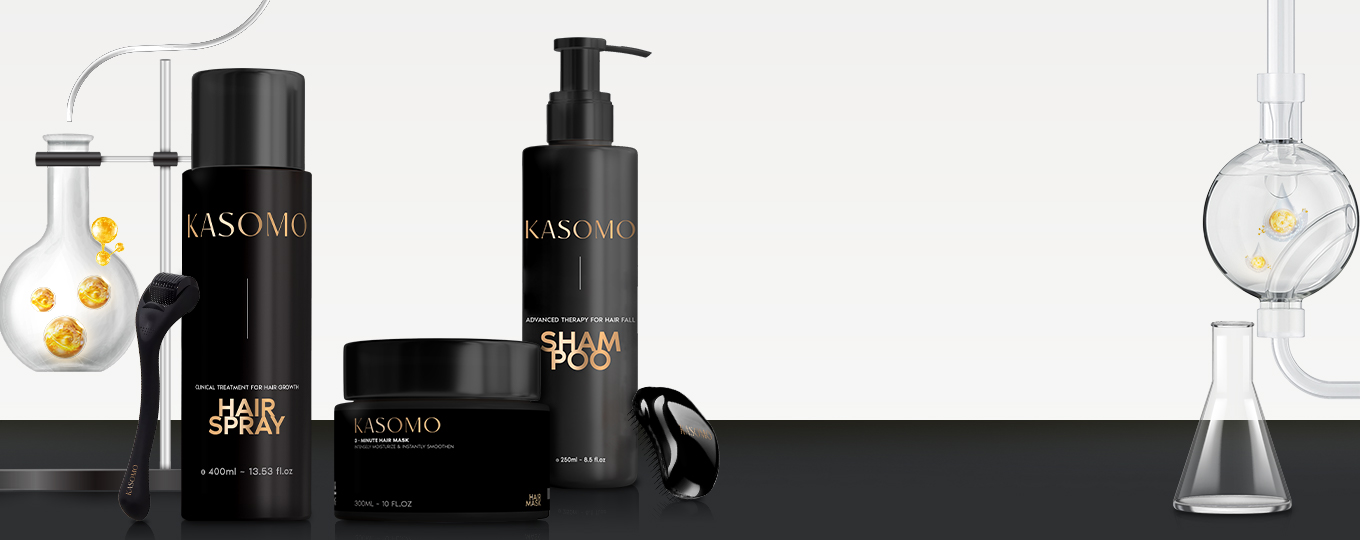 KASOMO
CLINICAL TREATMENT FOR HAIR GROWTH
HAIR
SPRAY
400ml - 13.53 fl.oz
KASOMO
KASOMO
3 - MINUTE HAIR MASK
INTENSELY MOISTURIZE & INSTANTLY SMOOTHEN
300ML - 10 FL.OZ
HAIR
MASK
KASOMO
ADVANCED THERAPY FOR HAIR FALL
SHAM
POO
250ml - 8.5 fl.oz
KASOMO